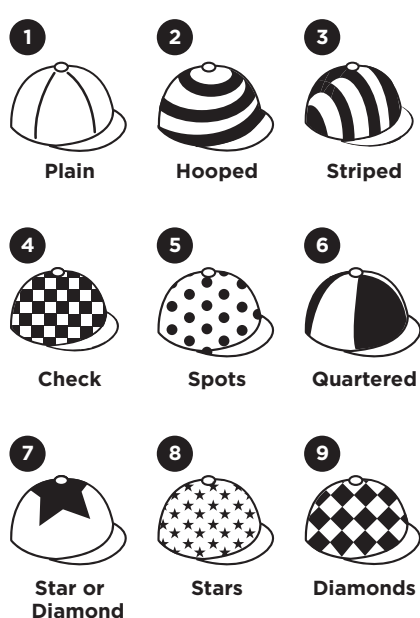 1
2
3
Plain
Hooped
Striped
4
5
6
Check
Spots
Quartered
7
8
9
Star or
Diamond
Stars
Diamonds